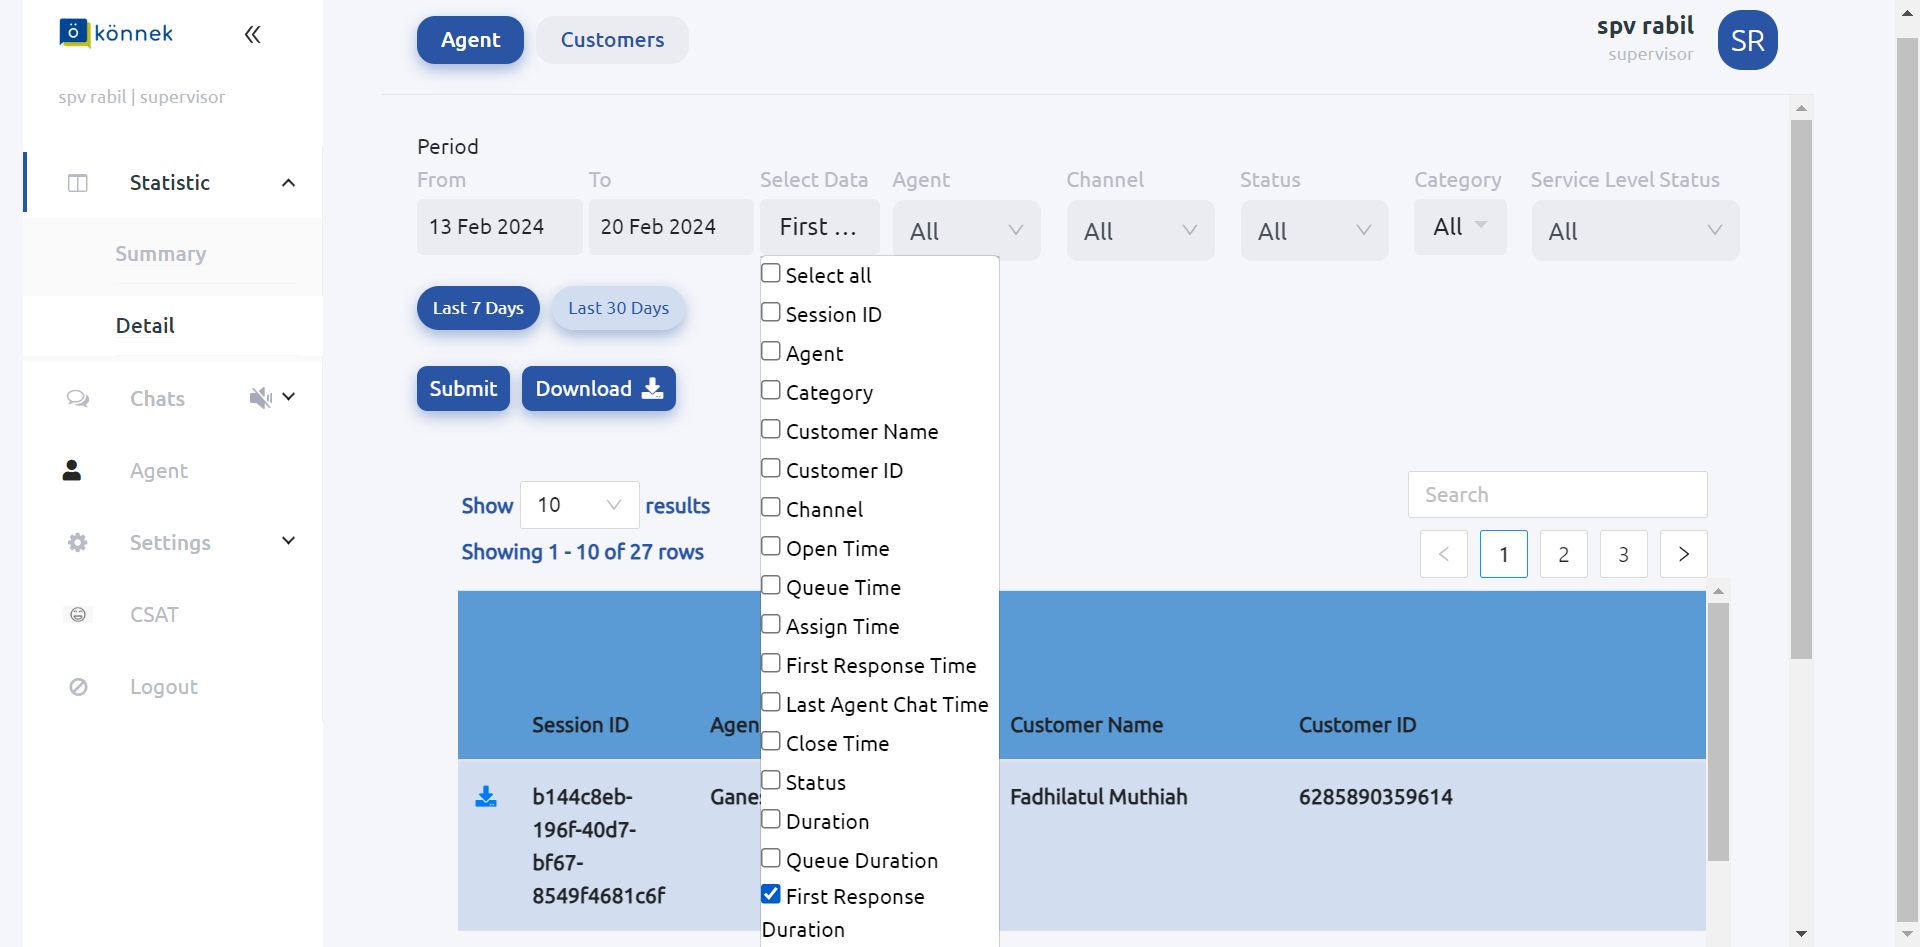 ö könnek
spv rabil | supervisor
Statistic
Summary
Detail
Chats
Agent
Settings
CSAT
Logout
Agent
Customers
spv rabil
supervisor
SR
Period
From
To
Select Data
Agent
Channel
Status
Category
Service Level Status
13 Feb 2024
20 Feb 2024
First ...
All
All
All
All
All
Last 7 Days
Last 30 Days
Submit
Download
Select all
Session ID
Agent
Category
Customer Name
Customer ID
Channel
Open Time
Queue Time
Assign Time
First Response Time
Last Agent Chat Time
Close Time
Status
Duration
Queue Duration
First Response
Duration
Show 10 results
Showing 1 - 10 of 27 rows
Search
< 1 2 3 >
Session ID
Agen
Customer Name
Customer ID
b144c8eb-
196f-40d7-
bf67-
8549f4681c6f
Gane
Fadhilatul Muthiah
6285890359614